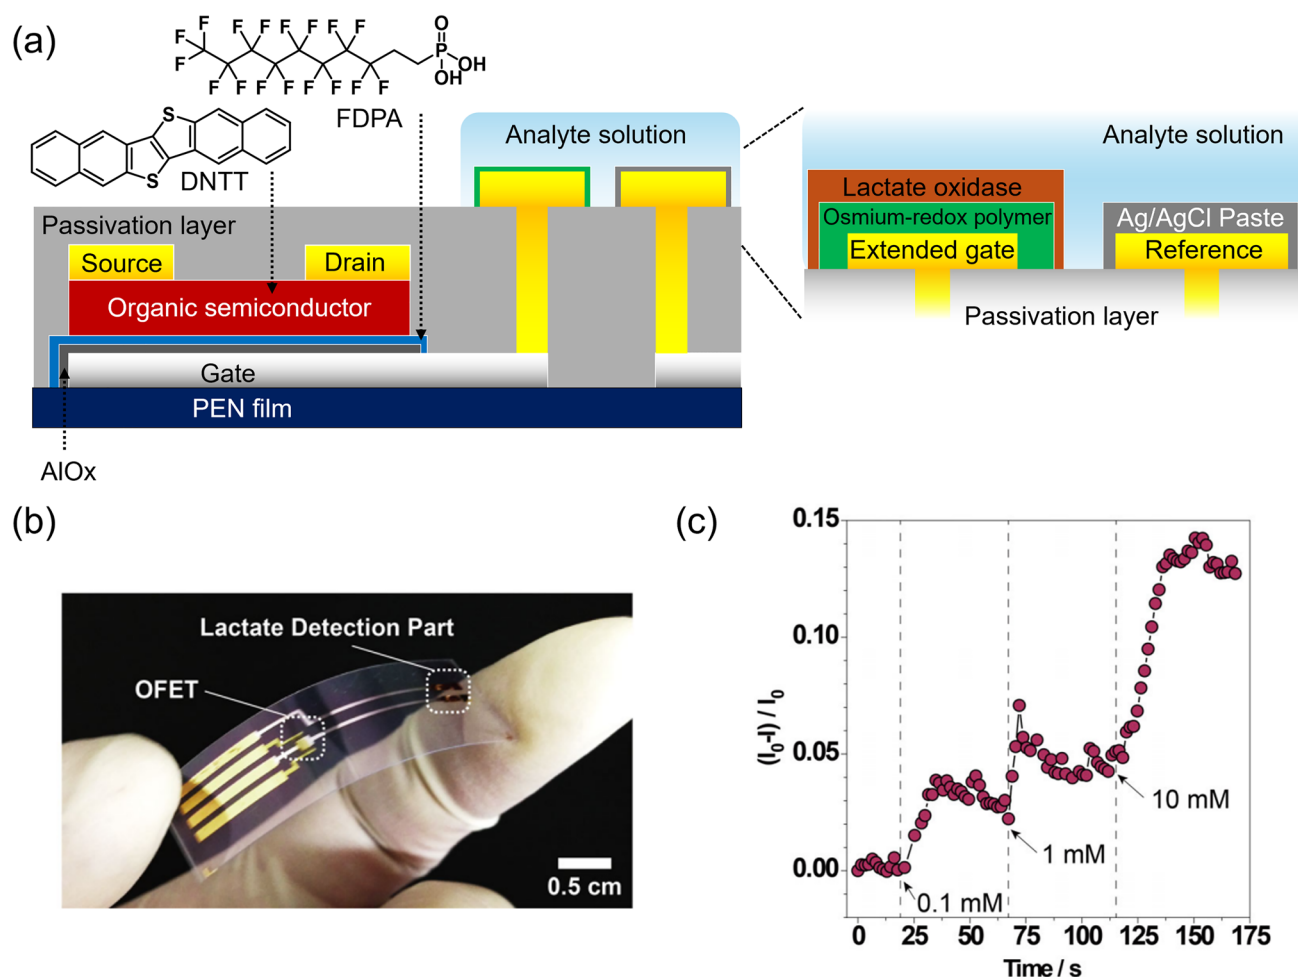 (a)
F F F F F F F F F O
F P OH
F OH
F F F F F F F F
FDPA
S
S
DNTT
Analyte solution
Passivation layer
Source
Drain
Organic semiconductor
Gate
PEN film
AlOx
Analyte solution
Lactate oxidase
Osmium-redox polymer
Extended gate
Ag/AgCl Paste
Reference
Passivation layer
(b)
Lactate Detection Part
OFET
0.5 cm
(c)
(I₀-I) / I₀
0.15
0.10
0.05
0.00
0.1 mM
1 mM
10 mM
0 25 50 75 100 125 150 175
Time / s